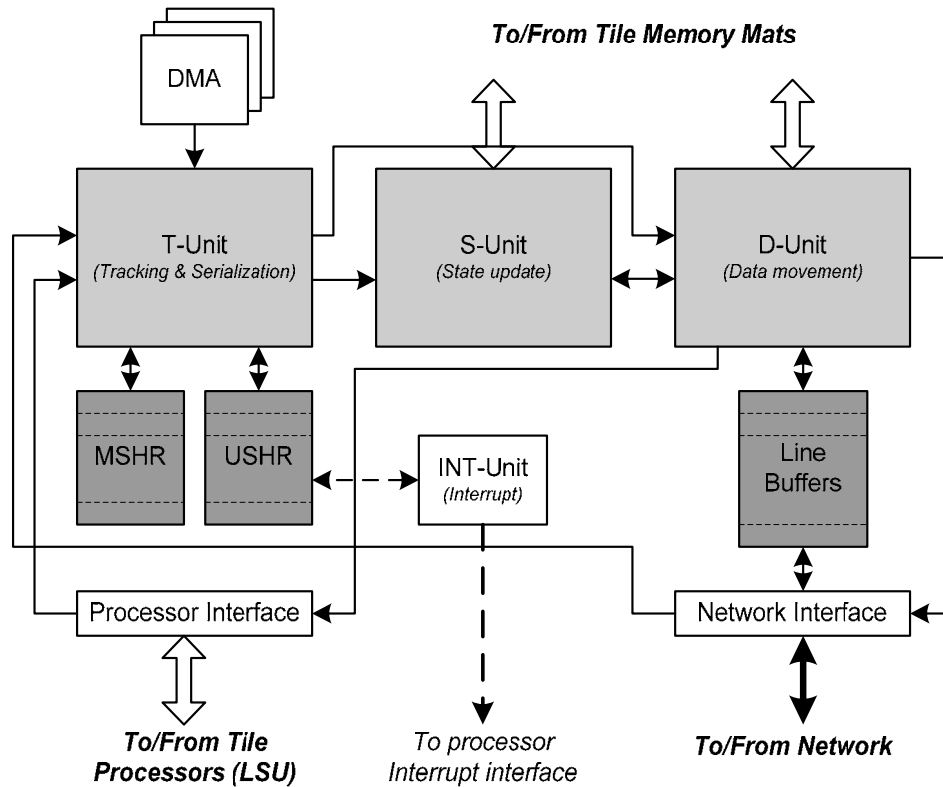 To/From Tile Memory Mats
DMA
T-Unit
(Tracking & Serialization)
S-Unit
(State update)
D-Unit
(Data movement)
MSHR
USHR
INT-Unit
(Interrupt)
Line
Buffers
Processor Interface
Network Interface
To/From Tile
Processors (LSU)
To processor
Interrupt interface
To/From Network